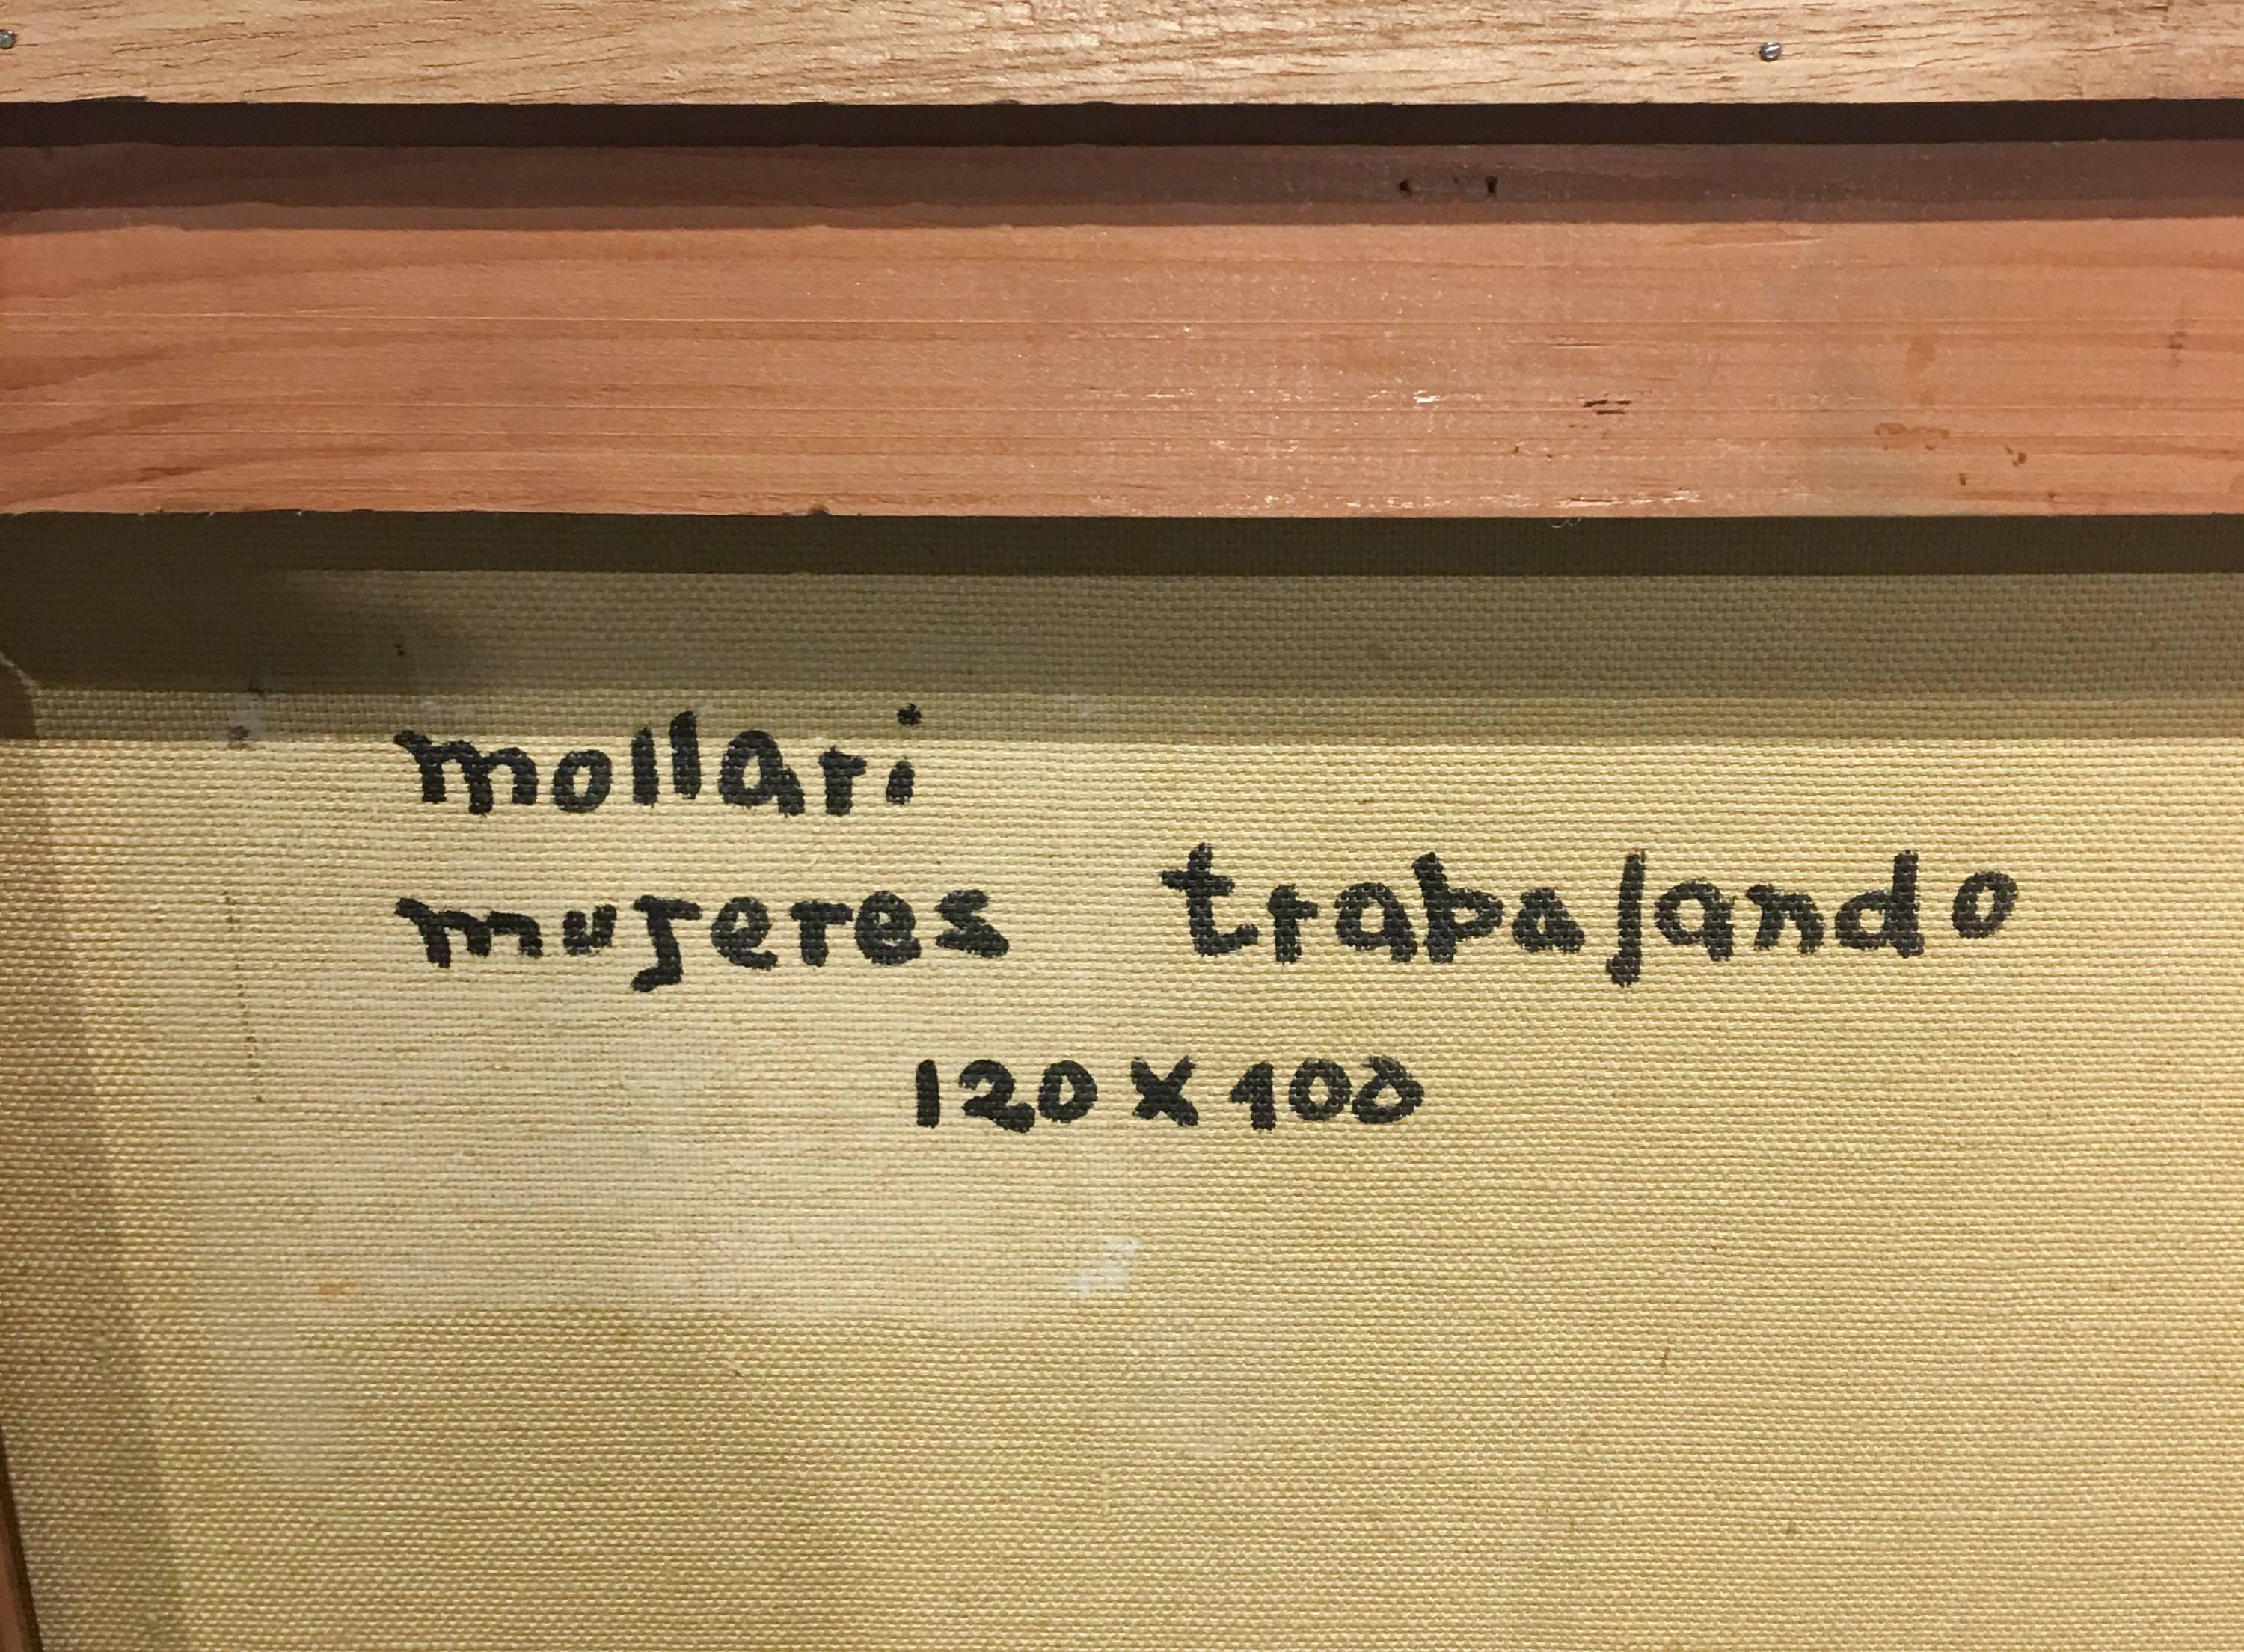 mollari
mujeres trabajando
120 x 100